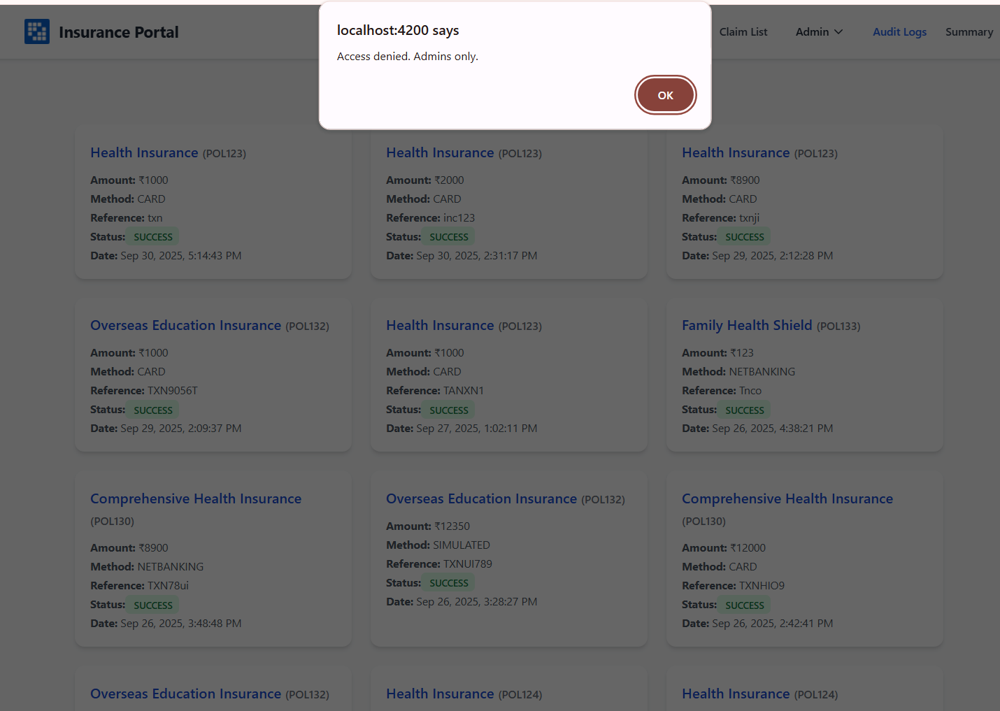 localhost:4200 says
Access denied. Admins only.
OK
Insurance Portal
Claim List Admin Audit Logs Summary
Health Insurance (POL123)
Amount: ₹1000
Method: CARD
Reference: txn
Status: SUCCESS
Date: Sep 30, 2025, 5:14:43 PM
Health Insurance (POL123)
Amount: ₹2000
Method: CARD
Reference: inc123
Status: SUCCESS
Date: Sep 30, 2025, 2:31:17 PM
Health Insurance (POL123)
Amount: ₹8900
Method: CARD
Reference: txnji
Status: SUCCESS
Date: Sep 29, 2025, 2:12:28 PM
Overseas Education Insurance (POL132)
Amount: ₹1000
Method: CARD
Reference: TXN9056T
Status: SUCCESS
Date: Sep 29, 2025, 2:09:37 PM
Health Insurance (POL123)
Amount: ₹1000
Method: CARD
Reference: TANXN1
Status: SUCCESS
Date: Sep 27, 2025, 1:02:11 PM
Family Health Shield (POL133)
Amount: ₹123
Method: NETBANKING
Reference: Tnco
Status: SUCCESS
Date: Sep 26, 2025, 4:38:21 PM
Comprehensive Health Insurance
(POL130)
Amount: ₹8900
Method: NETBANKING
Reference: TXN78ui
Status: SUCCESS
Date: Sep 26, 2025, 3:48:48 PM
Overseas Education Insurance (POL132)
Amount: ₹12350
Method: SIMULATED
Reference: TXNUI789
Status: SUCCESS
Date: Sep 26, 2025, 3:28:27 PM
Comprehensive Health Insurance
(POL130)
Amount: ₹12000
Method: CARD
Reference: TXNHIO9
Status: SUCCESS
Date: Sep 26, 2025, 2:42:41 PM
Overseas Education Insurance (POL132)
Health Insurance (POL124)
Health Insurance (POL124)